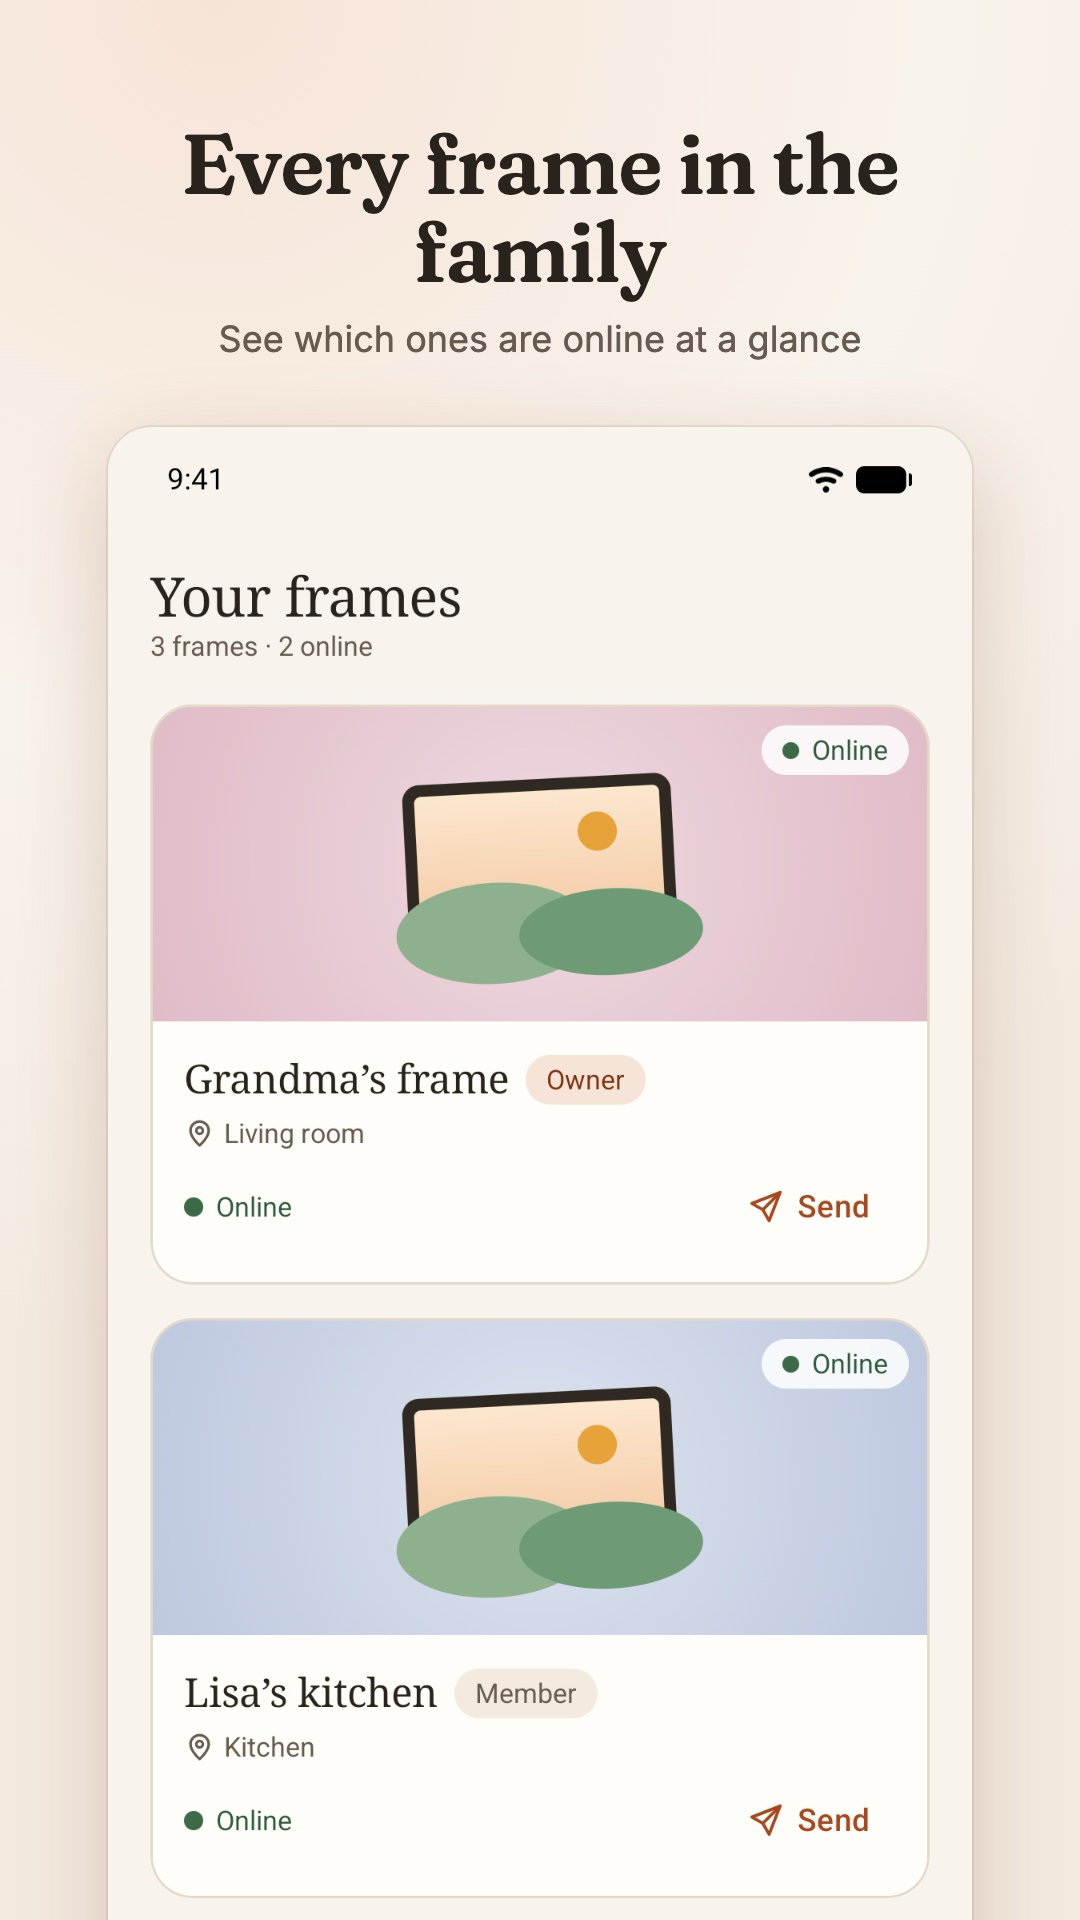 Every frame in the
family
See which ones are online at a glance
9:41
Your frames
3 frames · 2 online
Online
Grandma’s frame Owner
Living room
Online Send
Online
Lisa’s kitchen Member
Kitchen
Online Send